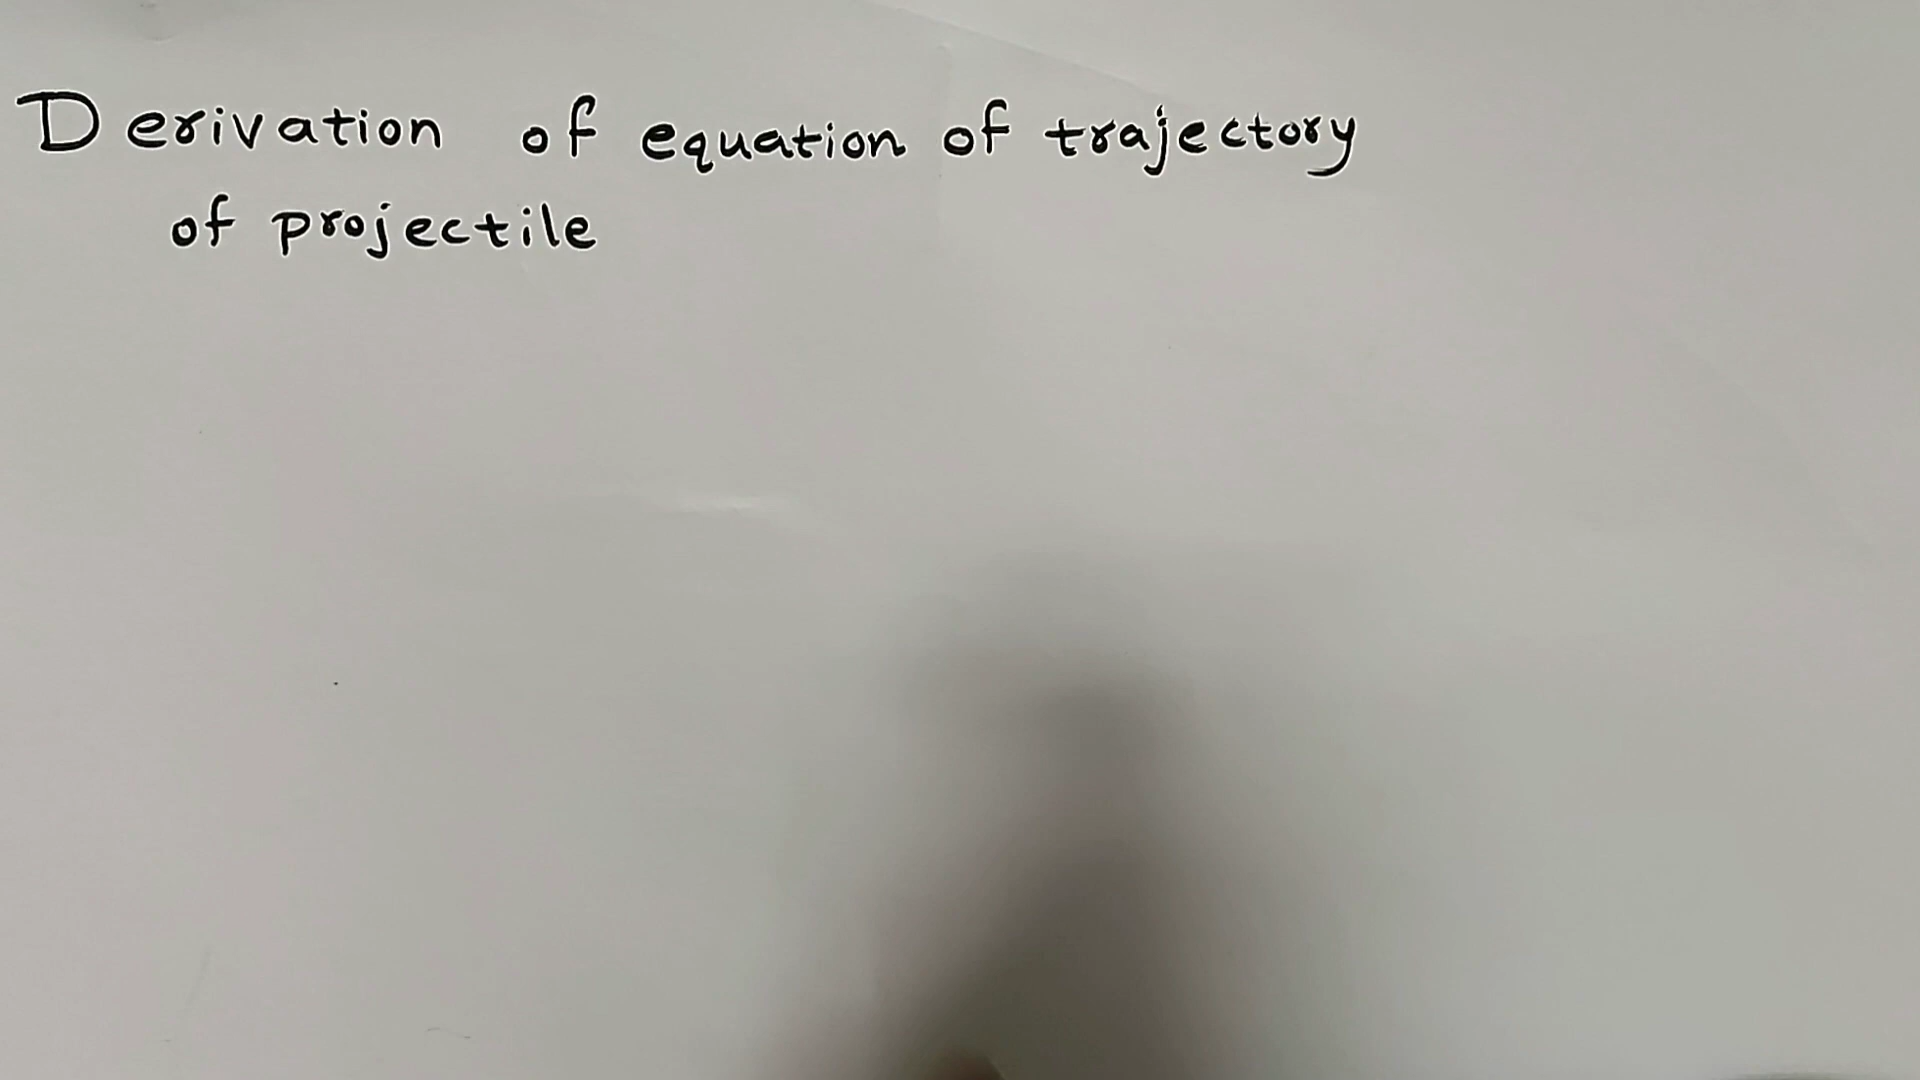 Derivation of equation of trajectory
of projectile